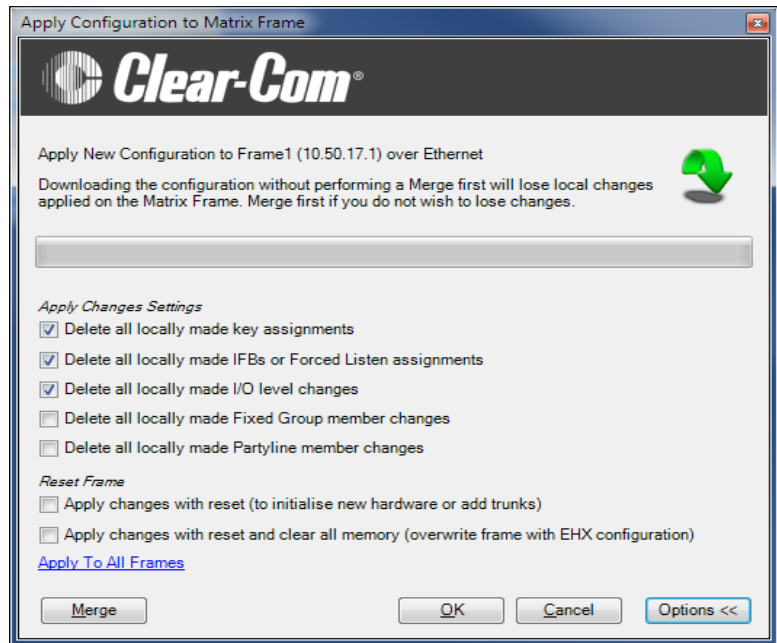 Apply Configuration to Matrix Frame
Clear-Com®
Apply New Configuration to Frame1 (10.50.17.1) over Ethernet
Downloading the configuration without performing a Merge first will lose local changes
applied on the Matrix Frame. Merge first if you do not wish to lose changes.
Apply Changes Settings
Delete all locally made key assignments
Delete all locally made IFBs or Forced Listen assignments
Delete all locally made I/O level changes
Delete all locally made Fixed Group member changes
Delete all locally made Partyline member changes
Reset Frame
Apply changes with reset (to initialise new hardware or add trunks)
Apply changes with reset and clear all memory (overwrite frame with EHX configuration)
Apply To All Frames
Merge OK Cancel Options <<